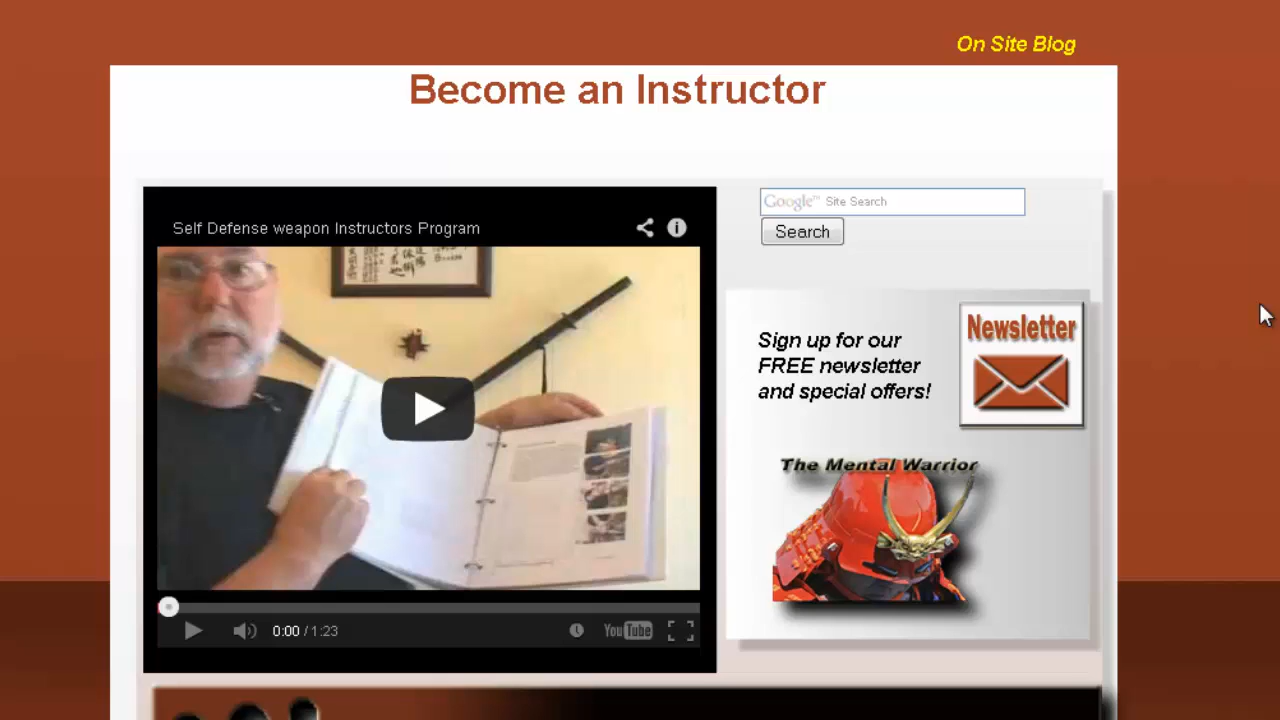 On Site Blog
Become an Instructor
Self Defense weapon Instructors Program
Google™ Site Search
Search
Sign up for our
FREE newsletter
and special offers!
Newsletter
The Mental Warrior
0:00 / 1:23
YouTube